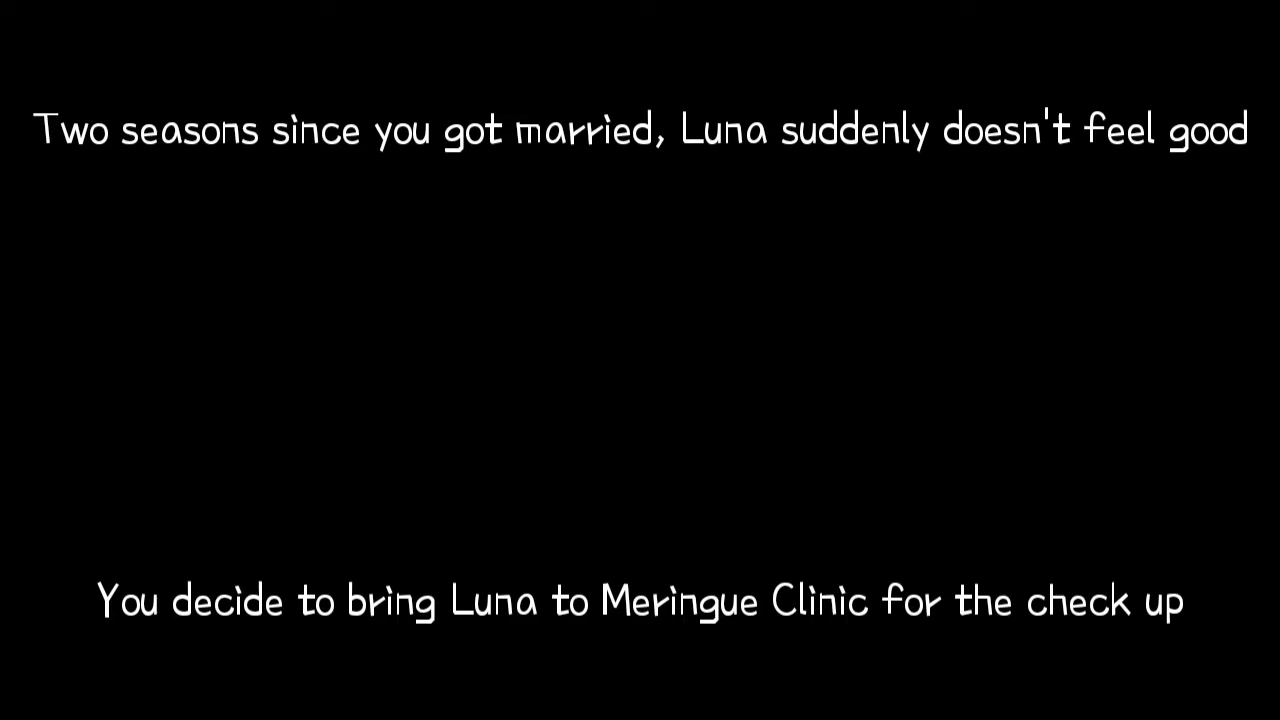 Two seasons since you got married, Luna suddenly doesn't feel good
You decide to bring Luna to Meringue Clinic for the check up